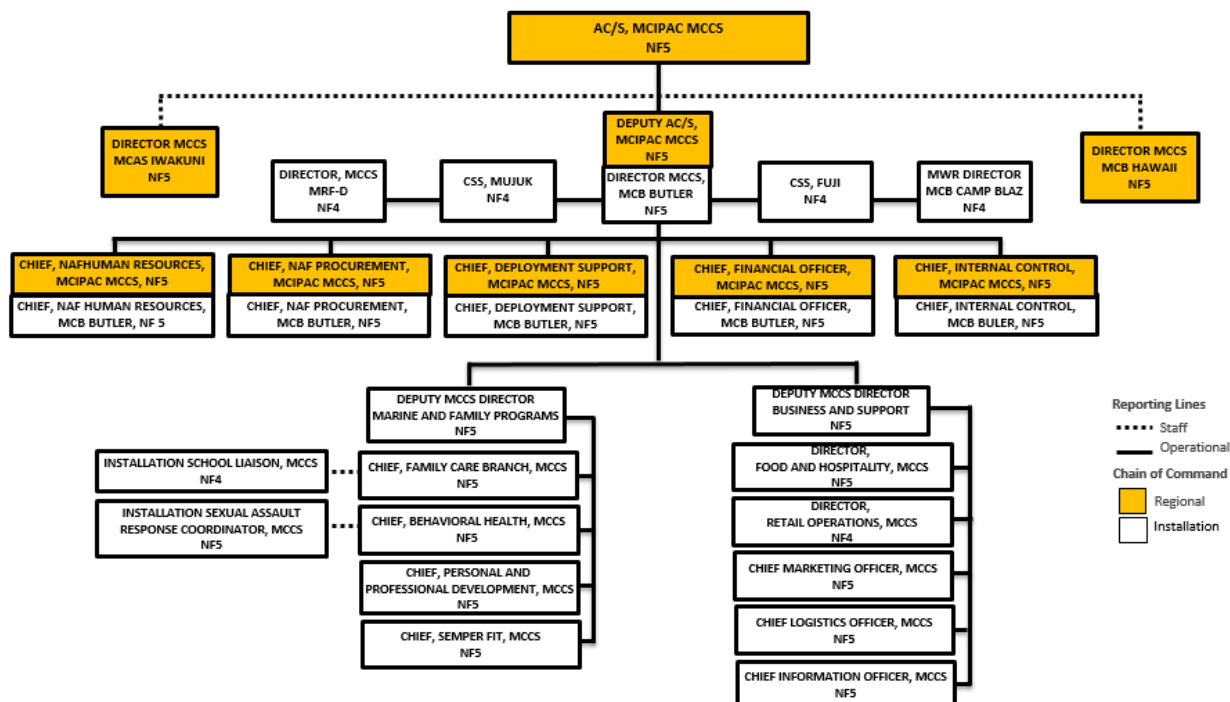 AC/S, MCIPAC MCCS
NF5
DIRECTOR MCCS
MCAS IWAKUNI
NF5
DEPUTY AC/S,
MCIPAC MCCS
NF5
DIRECTOR MCCS
MCB HAWAII
NF5
DIRECTOR, MCCS
MRF-D
NF4
CSS, MUJUK
NF4
DIRECTOR MCCS,
MCB BUTLER
NF5
CSS, FUJI
NF4
MWR DIRECTOR
MCB CAMP BLAZ
NF4
CHIEF, NAFHUMAN RESOURCES,
MCIPAC MCCS, NF5
CHIEF, NAF HUMAN RESOURCES,
MCB BUTLER, NF 5
CHIEF, NAF PROCUREMENT,
MCIPAC MCCS, NF5
CHIEF, NAF PROCUREMENT,
MCB BUTLER, NF5
CHIEF, DEPLOYMENT SUPPORT,
MCIPAC MCCS, NF5
CHIEF, DEPLOYMENT SUPPORT,
MCB BUTLER, NF5
CHIEF, FINANCIAL OFFICER,
MCIPAC MCCS, NF5
CHIEF, FINANCIAL OFFICER,
MCB BUTLER, NF5
CHIEF, INTERNAL CONTROL,
MCIPAC MCCS, NF5
CHIEF, INTERNAL CONTROL,
MCB BULER, NF5
DEPUTY MCCS DIRECTOR
MARINE AND FAMILY PROGRAMS
NF5
INSTALLATION SCHOOL LIAISON, MCCS
NF4
CHIEF, FAMILY CARE BRANCH, MCCS
NF5
INSTALLATION SEXUAL ASSAULT
RESPONSE COORDINATOR, MCCS
NF5
CHIEF, BEHAVIORAL HEALTH, MCCS
NF5
CHIEF, PERSONAL AND
PROFESSIONAL DEVELOPMENT, MCCS
NF5
CHIEF, SEMPER FIT, MCCS
NF5
DEPUTY MCCS DIRECTOR
BUSINESS AND SUPPORT
NF5
DIRECTOR,
FOOD AND HOSPITALITY, MCCS
NF5
DIRECTOR,
RETAIL OPERATIONS, MCCS
NF4
CHIEF MARKETING OFFICER, MCCS
NF5
CHIEF LOGISTICS OFFICER, MCCS
NF5
CHIEF INFORMATION OFFICER, MCCS
NF5
Reporting Lines
Staff
Operational
Chain of Command
Regional
Installation